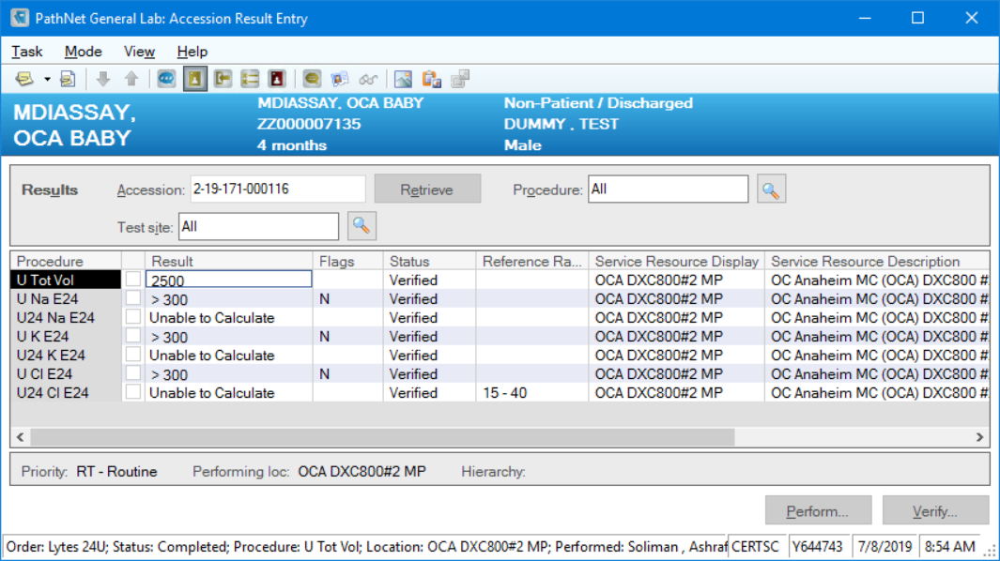 PathNet General Lab: Accession Result Entry
Task Mode View Help
MDIASSAY, OCA BABY
MDIASSAY, OCA BABY
ZZ000007135
4 months
Non-Patient / Discharged
DUMMY , TEST
Male
Results Accession: 2-19-171-000116 Retrieve Procedure: All
Test site: All
Procedure Result Flags Status Reference Ra... Service Resource Display Service Resource Description
U Tot Vol 2500 Verified OCA DXC800#2 MP OC Anaheim MC (OCA) DXC800 #
U Na E24 > 300 N Verified OCA DXC800#2 MP OC Anaheim MC (OCA) DXC800 #
U24 Na E24 Unable to Calculate Verified OCA DXC800#2 MP OC Anaheim MC (OCA) DXC800 #
U K E24 > 300 N Verified OCA DXC800#2 MP OC Anaheim MC (OCA) DXC800 #
U24 K E24 Unable to Calculate Verified OCA DXC800#2 MP OC Anaheim MC (OCA) DXC800 #
U Cl E24 > 300 N Verified OCA DXC800#2 MP OC Anaheim MC (OCA) DXC800 #
U24 Cl E24 Unable to Calculate Verified 15 - 40 OCA DXC800#2 MP OC Anaheim MC (OCA) DXC800 #
Priority: RT - Routine Performing loc: OCA DXC800#2 MP Hierarchy:
Perform... Verify...
Order: Lytes 24U; Status: Completed; Procedure: U Tot Vol; Location: OCA DXC800#2 MP; Performed: Soliman , Ashraf CERTSC Y644743 7/8/2019 8:54 AM